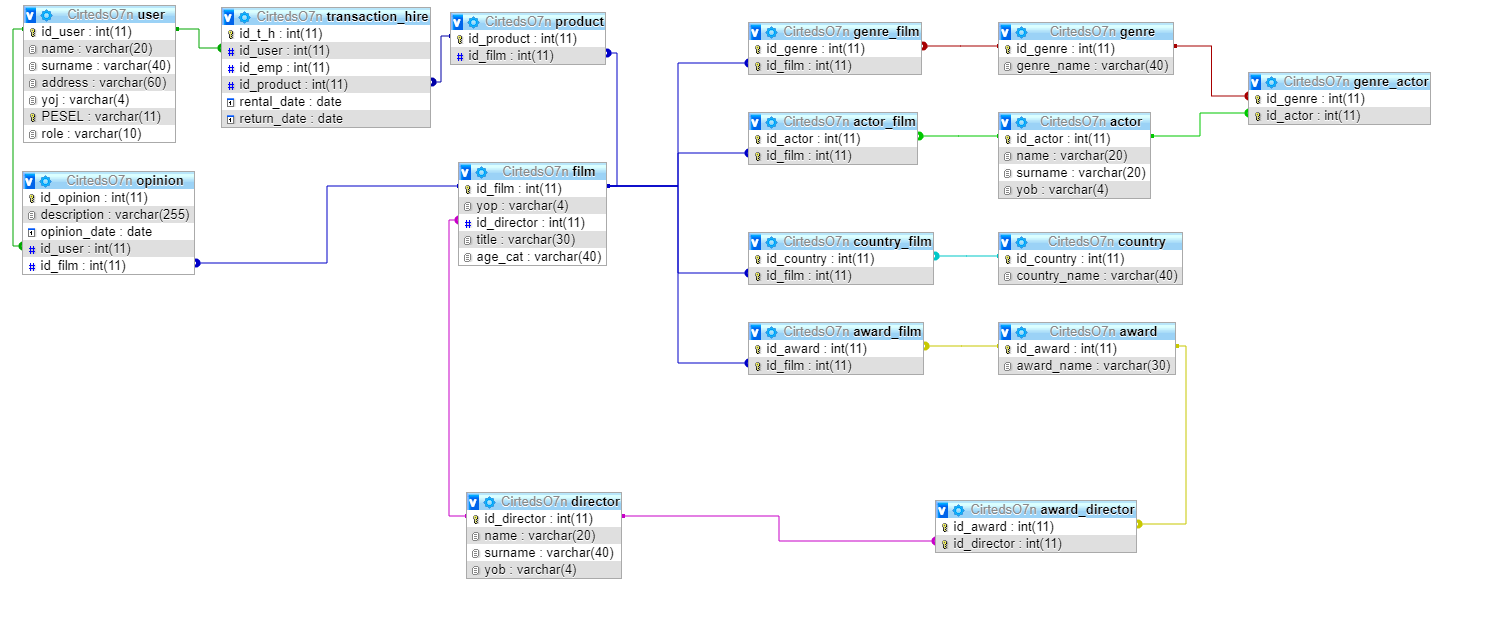 CirtedsO7n user
id_user : int(11)
name : varchar(20)
surname : varchar(40)
address : varchar(60)
yoj : varchar(4)
PESEL : varchar(11)
role : varchar(10)
CirtedsO7n transaction_hire
id_t_h : int(11)
id_user : int(11)
id_emp : int(11)
id_product : int(11)
rental_date : date
return_date : date
CirtedsO7n product
id_product : int(11)
id_film : int(11)
CirtedsO7n genre_film
id_genre : int(11)
id_film : int(11)
CirtedsO7n genre
id_genre : int(11)
genre_name : varchar(40)
CirtedsO7n genre_actor
id_genre : int(11)
id_actor : int(11)
CirtedsO7n actor_film
id_actor : int(11)
id_film : int(11)
CirtedsO7n actor
id_actor : int(11)
name : varchar(20)
surname : varchar(20)
yob : varchar(4)
CirtedsO7n opinion
id_opinion : int(11)
description : varchar(255)
opinion_date : date
id_user : int(11)
id_film : int(11)
CirtedsO7n film
id_film : int(11)
yop : varchar(4)
id_director : int(11)
title : varchar(30)
age_cat : varchar(40)
CirtedsO7n country_film
id_country : int(11)
id_film : int(11)
CirtedsO7n country
id_country : int(11)
country_name : varchar(40)
CirtedsO7n award_film
id_award : int(11)
id_film : int(11)
CirtedsO7n award
id_award : int(11)
award_name : varchar(30)
CirtedsO7n director
id_director : int(11)
name : varchar(20)
surname : varchar(40)
yob : varchar(4)
CirtedsO7n award_director
id_award : int(11)
id_director : int(11)